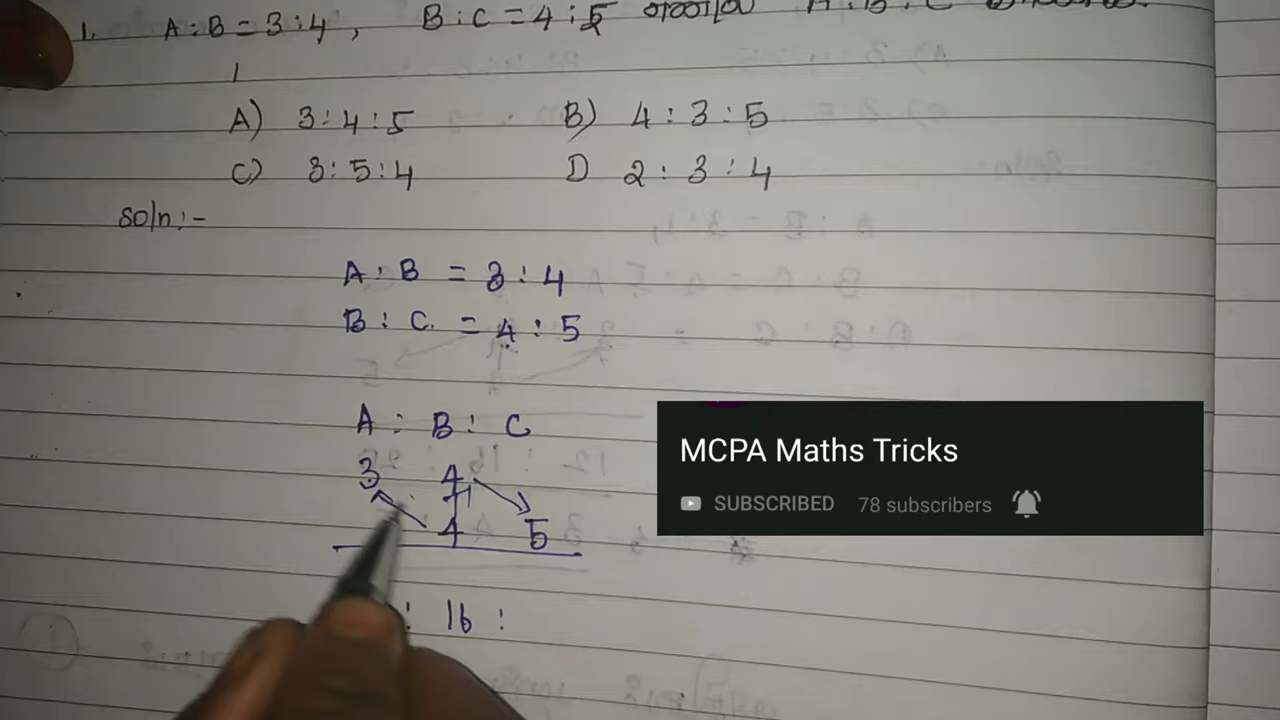 1. A:B = 3:4, B:C = 4:5
A) 3:4:5 B) 4:3:5
C) 3:5:4 D 2:3:4
Soln:-
A:B = 3:4
B:C. = 4:5
A : B : C
3 4
4 5
: 16 :
MCPA Maths Tricks
SUBSCRIBED 78 subscribers